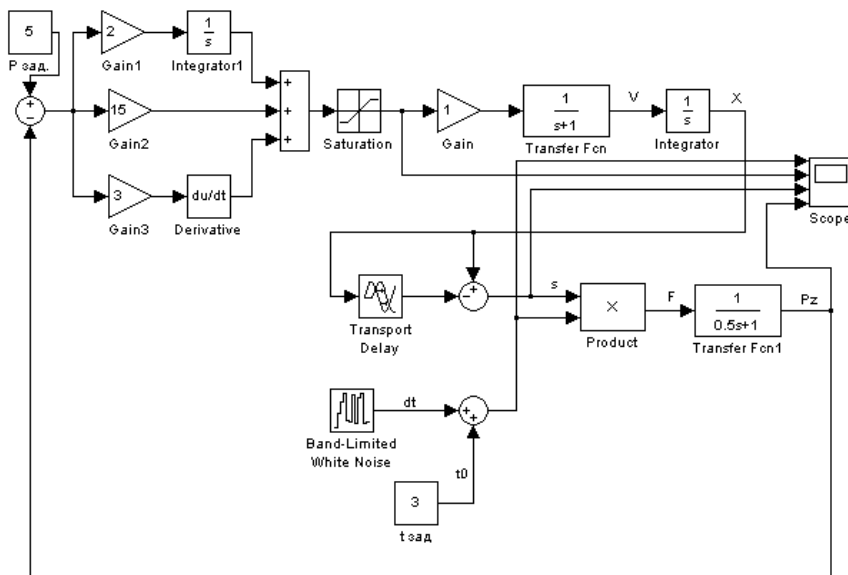 5
P зад.
2
Gain1
1
s
Integrator1
15
Gain2
3
Gain3
du/dt
Derivative
Saturation
1
Gain
1
s+1
Transfer Fcn
V
1
s
Integrator
X
Scope
Transport
Delay
s
Product
F
1
0.5s+1
Transfer Fcn1
Pz
Band-Limited
White Noise
dt
t0
3
t зад